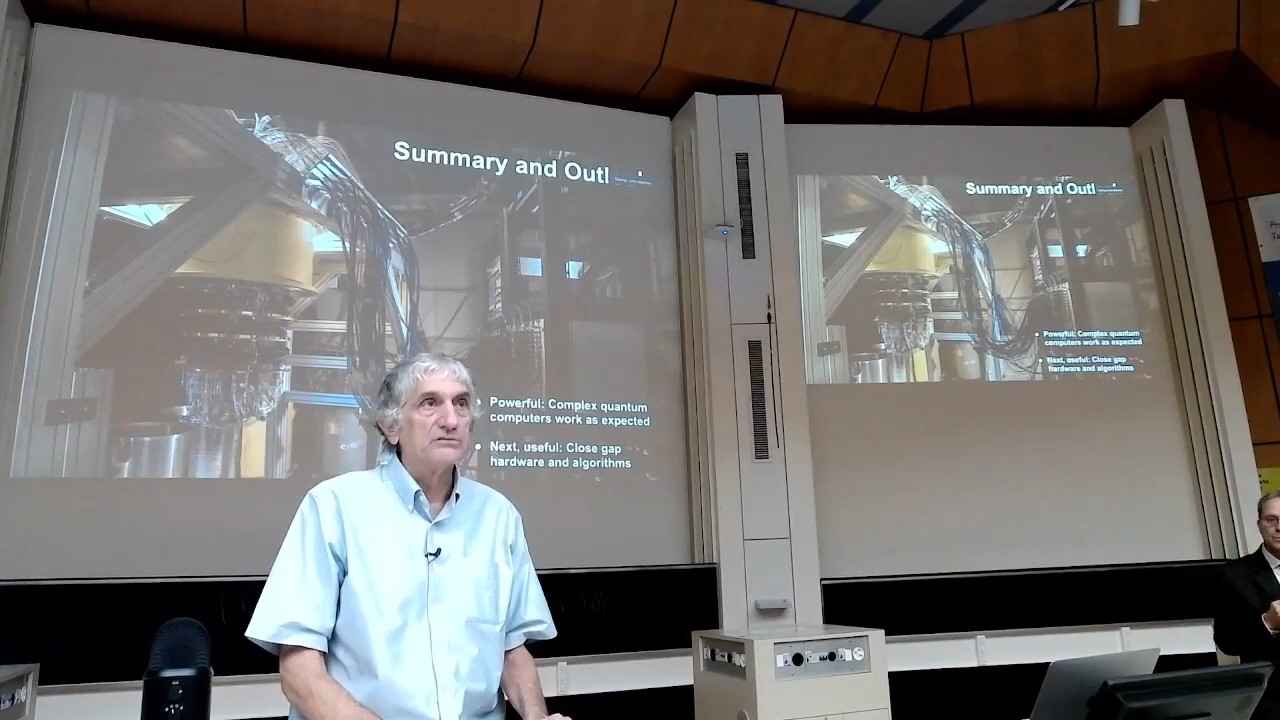 Summary and Outl
• Powerful: Complex quantum
computers work as expected
• Next, useful: Close gap
hardware and algorithms
Summary and Outl
• Powerful: Complex quantum
computers work as expected
• Next, useful: Close gap
hardware and algorithms